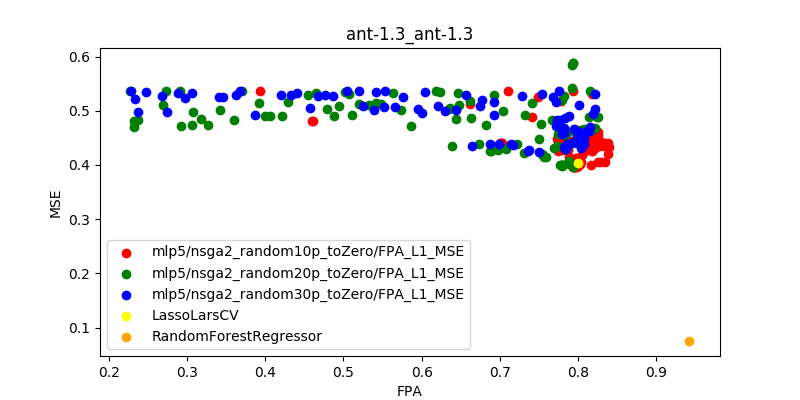 ant-1.3_ant-1.3
0.6
0.5
0.4
0.3
0.2
0.1
MSE
mlp5/nsga2_random10p_toZero/FPA_L1_MSE
mlp5/nsga2_random20p_toZero/FPA_L1_MSE
mlp5/nsga2_random30p_toZero/FPA_L1_MSE
LassoLarsCV
RandomForestRegressor
0.2 0.3 0.4 0.5 0.6 0.7 0.8 0.9
FPA